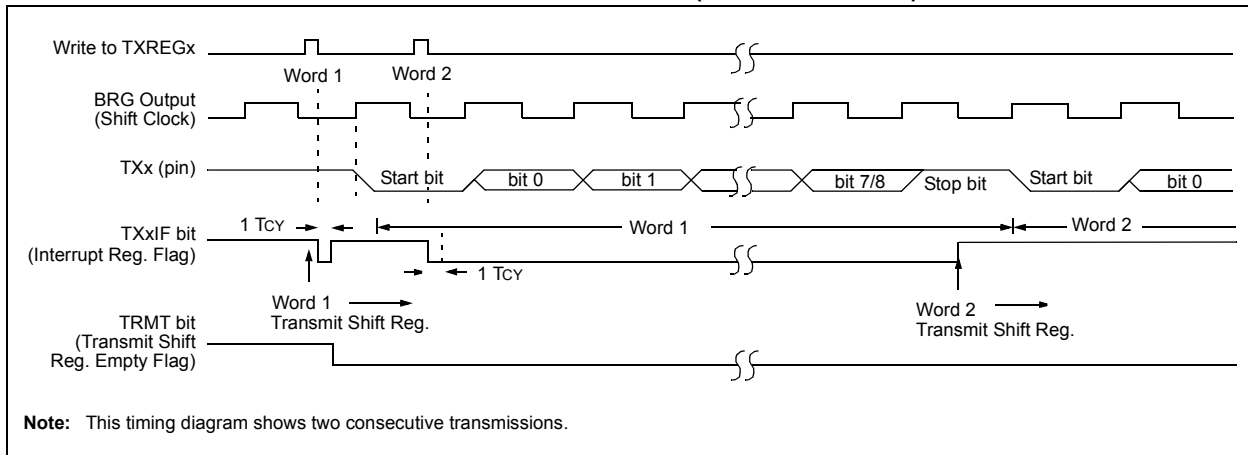 Write to TXREGx
Word 1
Word 2
BRG Output
(Shift Clock)
TXx (pin)
Start bit
bit 0
bit 1
bit 7/8
Stop bit
Start bit
bit 0
1 TCY
Word 1
Word 2
TXxIF bit
(Interrupt Reg. Flag)
1 TCY
Word 1
Transmit Shift Reg.
Word 2
Transmit Shift Reg.
TRMT bit
(Transmit Shift
Reg. Empty Flag)
Note: This timing diagram shows two consecutive transmissions.